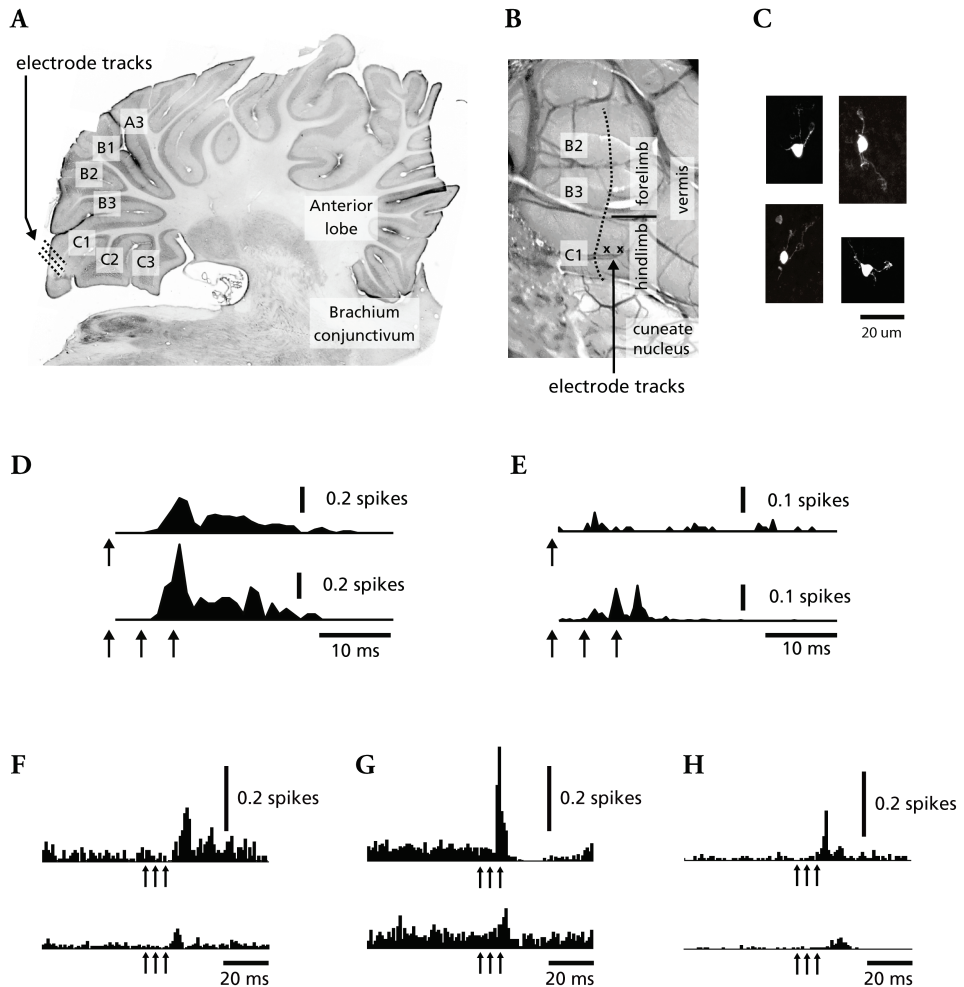 A
electrode tracks
A3
B1
B2
B3
C1
C2
C3
Anterior
lobe
Brachium
conjunctivum
B
B2
B3
C1
x x
forelimb
hindlimb
vermis
cuneate
nucleus
electrode tracks
C
20 um
D
0.2 spikes
0.2 spikes
10 ms
E
0.1 spikes
0.1 spikes
10 ms
F
0.2 spikes
20 ms
G
0.2 spikes
20 ms
H
0.2 spikes
20 ms